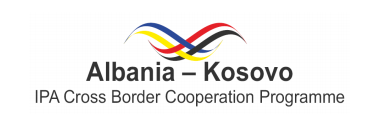 Albania – Kosovo
IPA Cross Border Cooperation Programme